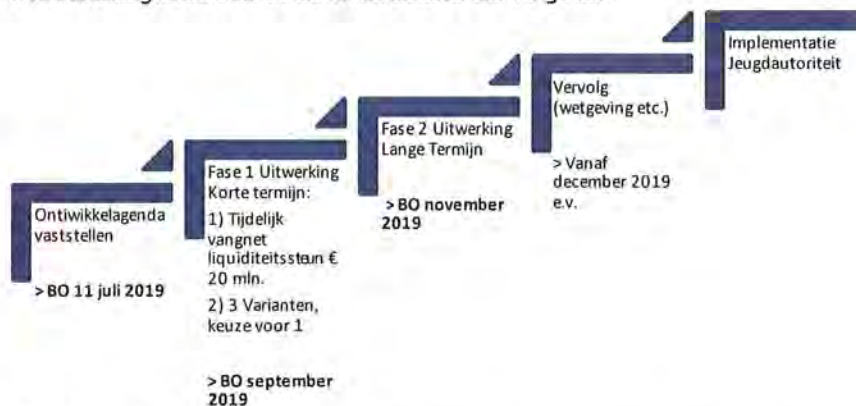 Ontiwikkelagenda
vaststellen
> BO 11 juli 2019
Fase 1 Uitwerking
Korte termijn:
1) Tijdelijk
vangnet
liquiditeitssteun €
20 mln.
2) 3 Varianten,
keuze voor 1
> BO september
2019
Fase 2 Uitwerking
Lange Termijn
> BO november
2019
Vervolg
(wetgeving etc.)
> Vanaf
december 2019
e.v.
Implementatie
Jeugdautoriteit